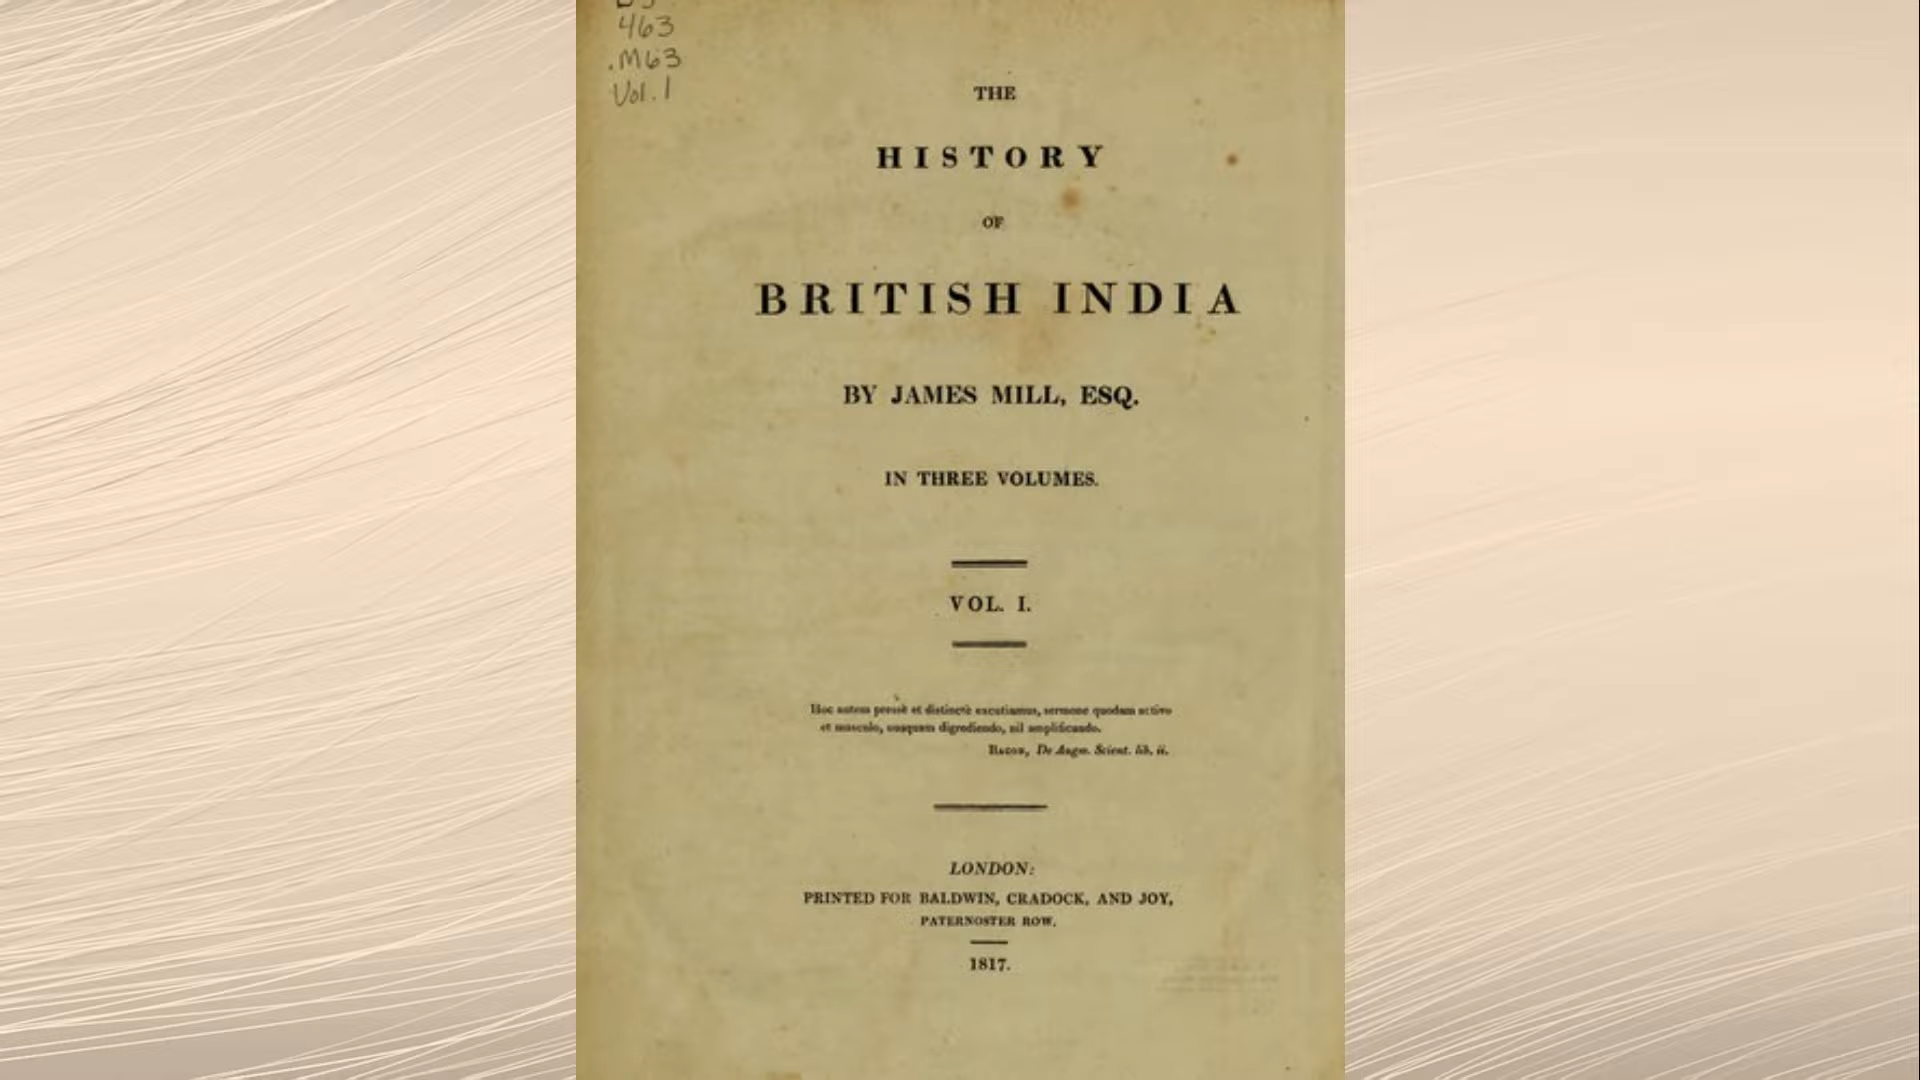 463
.M63
Vol. 1
THE
HISTORY
OF
BRITISH INDIA
BY JAMES MILL, ESQ.
IN THREE VOLUMES.
VOL. I.
Hoc autem pressè et distinctè excutiamus, sermone quodam activo
et masculo, nusquam digrediendo, nil amplificando.
BACON, De Augm. Scient. lib. ii.
LONDON:
PRINTED FOR BALDWIN, CRADOCK, AND JOY,
PATERNOSTER ROW.
1817.